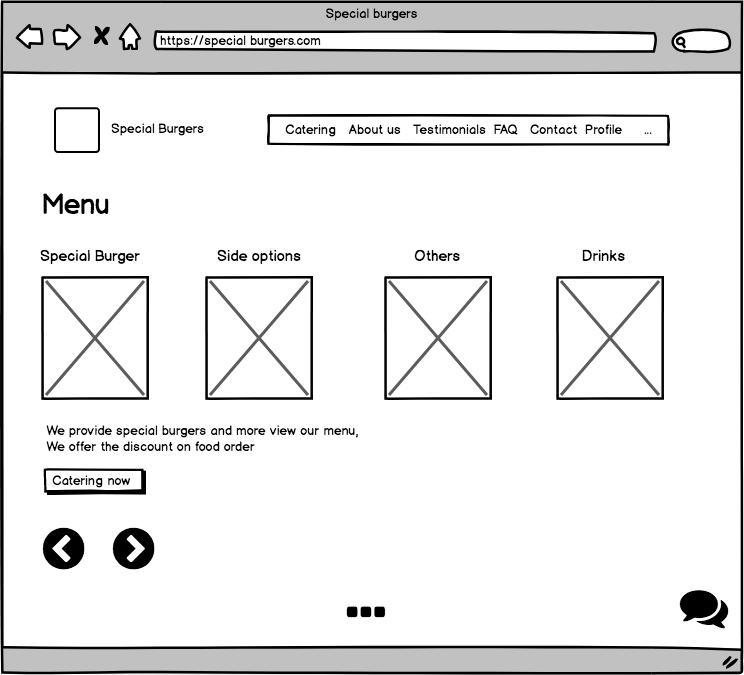 Special burgers
https://special burgers.com
Special Burgers
Catering About us Testimonials FAQ Contact Profile ...
Menu
Special Burger Side options Others Drinks
We provide special burgers and more view our menu,
We offer the discount on food order
Catering now